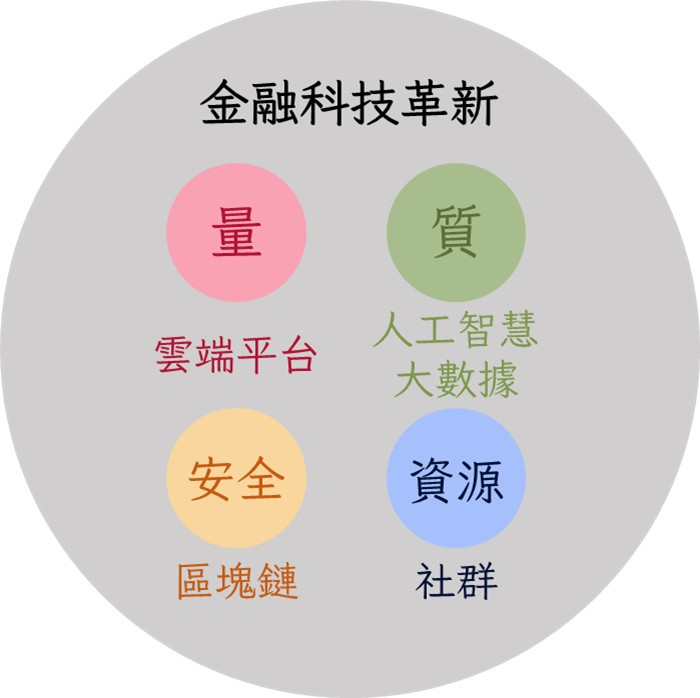 金融科技革新
量
質
雲端平台
人工智慧
大數據
安全
資源
區塊鏈
社群